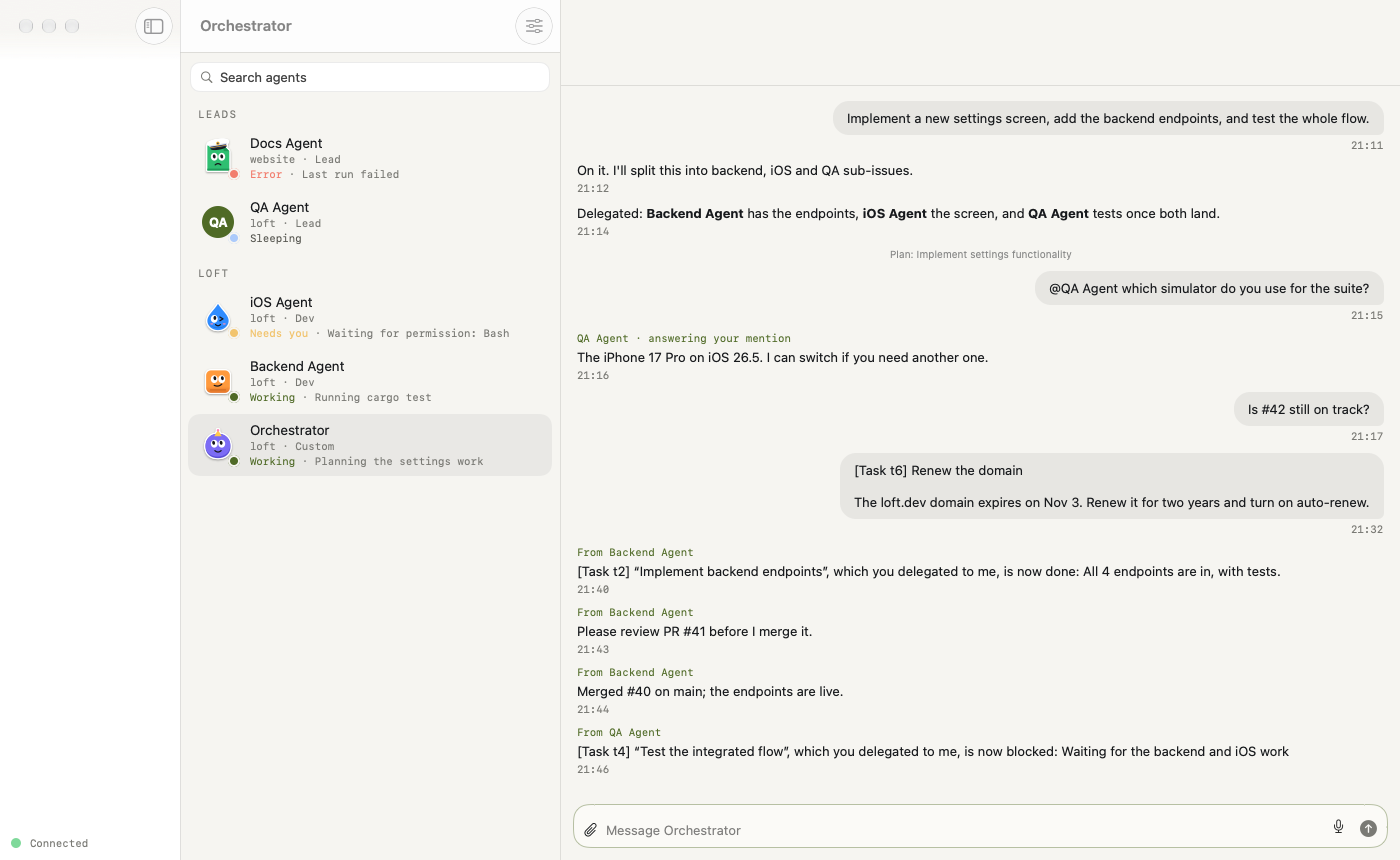 Orchestrator
Search agents
LEADS
Docs Agent
website · Lead
Error · Last run failed
QA
QA Agent
loft · Lead
Sleeping
LOFT
iOS Agent
loft · Dev
Needs you · Waiting for permission: Bash
Backend Agent
loft · Dev
Working · Running cargo test
Orchestrator
loft · Custom
Working · Planning the settings work
Connected
Implement a new settings screen, add the backend endpoints, and test the whole flow.
21:11
On it. I'll split this into backend, iOS and QA sub-issues.
21:12
Delegated: Backend Agent has the endpoints, iOS Agent the screen, and QA Agent tests once both land.
21:14
Plan: Implement settings functionality
@QA Agent which simulator do you use for the suite?
21:15
QA Agent · answering your mention
The iPhone 17 Pro on iOS 26.5. I can switch if you need another one.
21:16
Is #42 still on track?
21:17
[Task t6] Renew the domain
The loft.dev domain expires on Nov 3. Renew it for two years and turn on auto-renew.
21:32
From Backend Agent
[Task t2] “Implement backend endpoints”, which you delegated to me, is now done: All 4 endpoints are in, with tests.
21:40
From Backend Agent
Please review PR #41 before I merge it.
21:43
From Backend Agent
Merged #40 on main; the endpoints are live.
21:44
From QA Agent
[Task t4] “Test the integrated flow”, which you delegated to me, is now blocked: Waiting for the backend and iOS work
21:46
Message Orchestrator